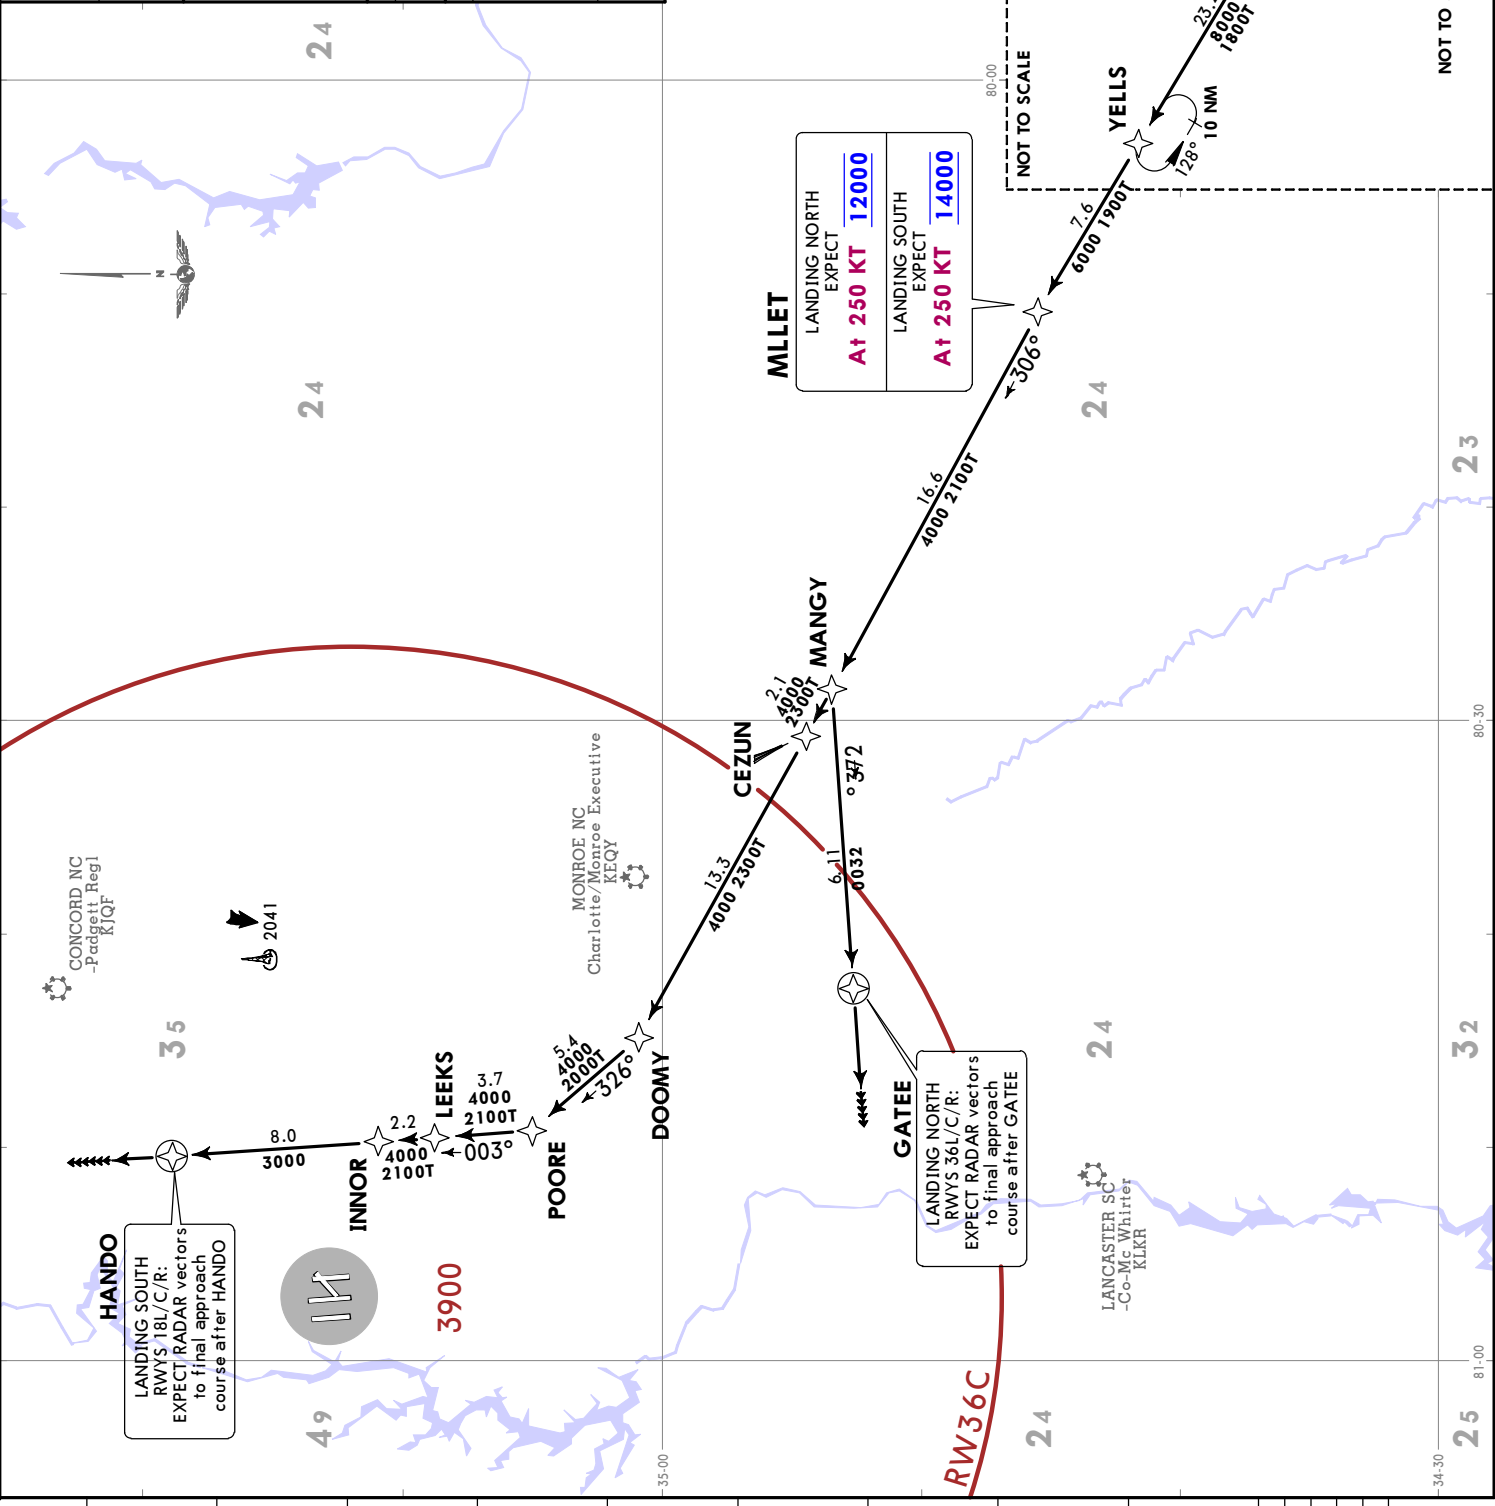 24
NOT TO SCALE
80-00
23.
8000
1800T
NOT TO
YELLS
10 NM
128°
7.6
6000 1900T
N
MLLET
LANDING NORTH
EXPECT
At 250 KT 12000
LANDING SOUTH
EXPECT
At 250 KT 14000
306°
24
24
23
16.6
4000 2100T
MANGY
2.1
4000
2300T
CEZUN
80-30
CONCORD NC
-Padgett Regl
KJQF
2041
MONROE NC
Charlotte/Monroe Executive
KEQY
13.3
4000 2300T
11.9
3200
35
24
32
5.4
4000
2000T
326°
DOOMY
LEEKS
3.7
4000
2100T
003°
POORE
2.2
4000
2100T
INNOR
8.0
3000
HANDO
LANDING SOUTH
RWYS 18L/C/R:
EXPECT RADAR vectors
to final approach
course after HANDO
3900
GATEE
LANDING NORTH
RWYS 36L/C/R:
EXPECT RADAR vectors
to final approach
course after GATEE
LANCASTER SC
-Co-Mc Whirter
KLKR
81-00
49
35-00
RW36C
24
34-30
25